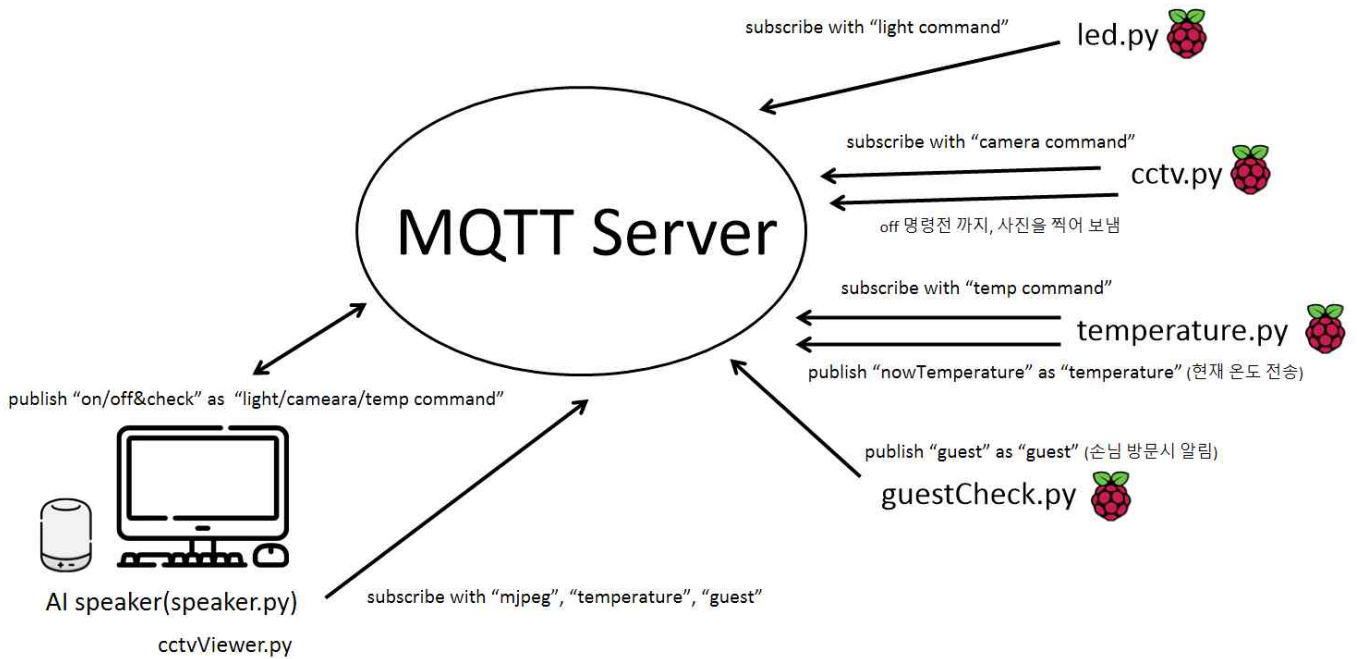 subscribe with “light command”
led.py
subscribe with “camera command”
cctv.py
off 명령전 까지, 사진을 찍어 보냄
MQTT Server
subscribe with “temp command”
temperature.py
publish “nowTemperature” as “temperature” (현재 온도 전송)
publish “on/off&check” as “light/cameara/temp command”
publish “guest” as “guest” (손님 방문시 알림)
guestCheck.py
AI speaker(speaker.py)
subscribe with “mjpeg”, “temperature”, “guest”
cctvViewer.py